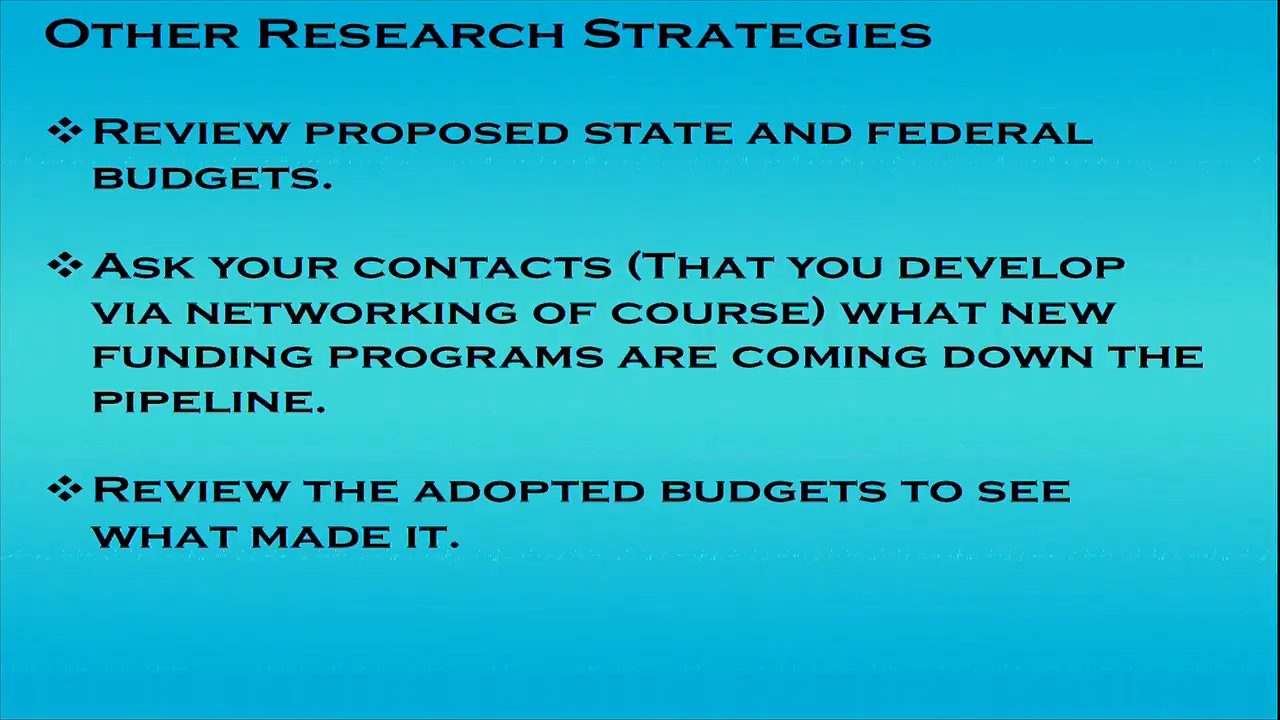 Other Research Strategies
❖ Review proposed state and federal
budgets.
❖ Ask your contacts (That you develop
via networking of course) what new
funding programs are coming down the
pipeline.
❖ Review the adopted budgets to see
what made it.